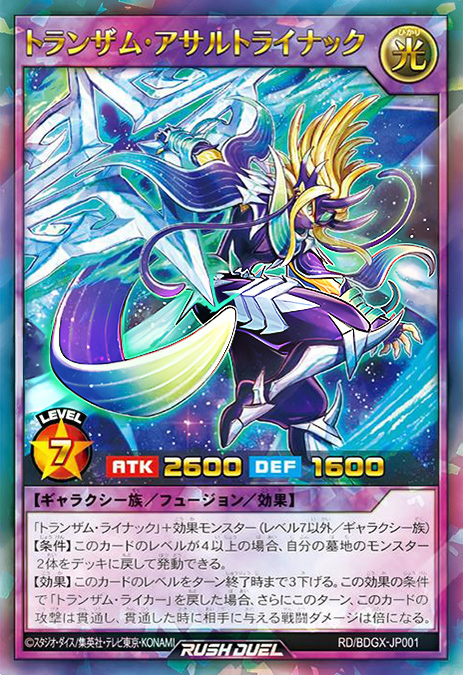 トランザム・アサルトライナック
ひかり
光
LEVEL
7
ATK 2600 DEF 1600
【ギャラクシー族／フュージョン／効果】
「トランザム・ライナック」+効果モンスター(レベル7以外／ギャラクシー族)
【条件】このカードのレベルが4以上の場合、自分の墓地のモンスター
2体をデッキに戻して発動できる。
【効果】このカードのレベルをターン終了時まで3下げる。この効果の条件
で「トランザム・ライカー」を戻した場合、さらにこのターン、このカードの
攻撃は貫通し、貫通した時に相手に与える戦闘ダメージは倍になる。
©スタジオ・ダイス/集英社・テレビ東京・KONAMI
RUSH DUEL
RD/BDGX-JP001